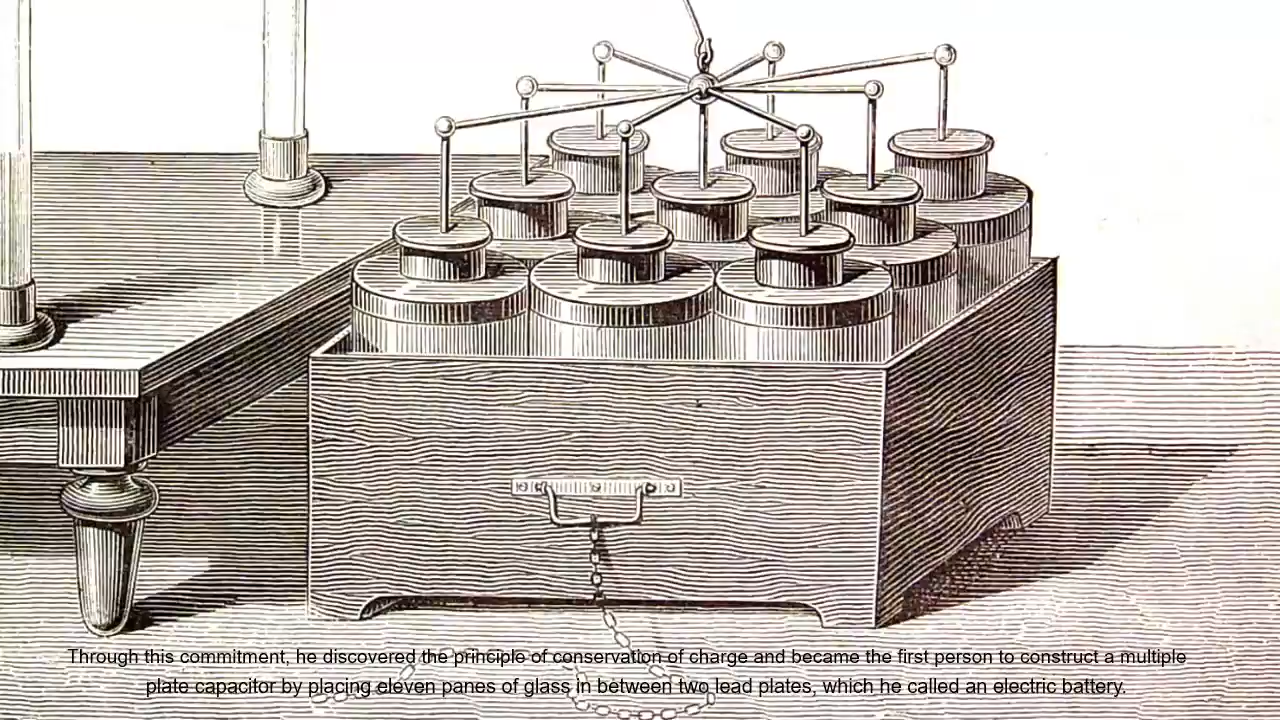 Through this commitment, he discovered the principle of conservation of charge and became the first person to construct a multiple
plate capacitor by placing eleven panes of glass in between two lead plates, which he called an electric battery.